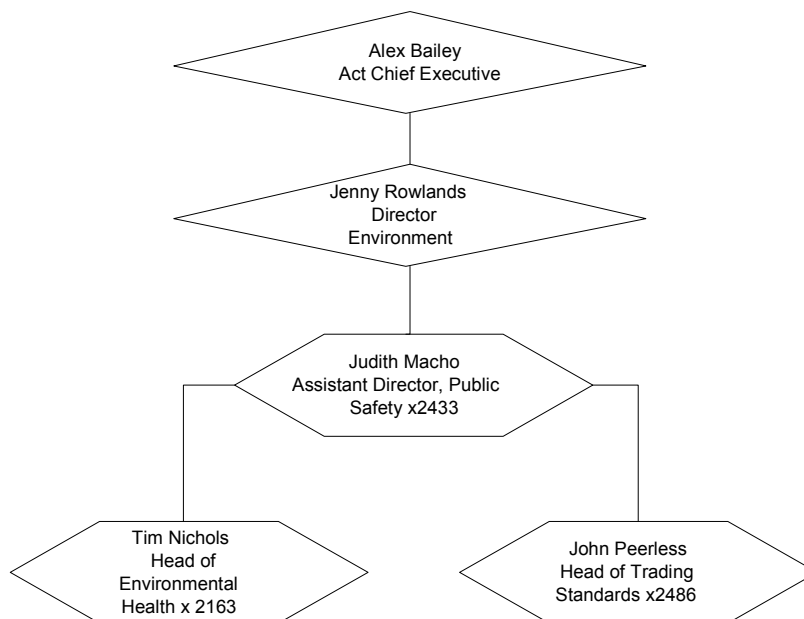 Alex Bailey
Act Chief Executive
Jenny Rowlands
Director
Environment
Judith Macho
Assistant Director, Public
Safety x2433
Tim Nichols
Head of
Environmental
Health x 2163
John Peerless
Head of Trading
Standards x2486